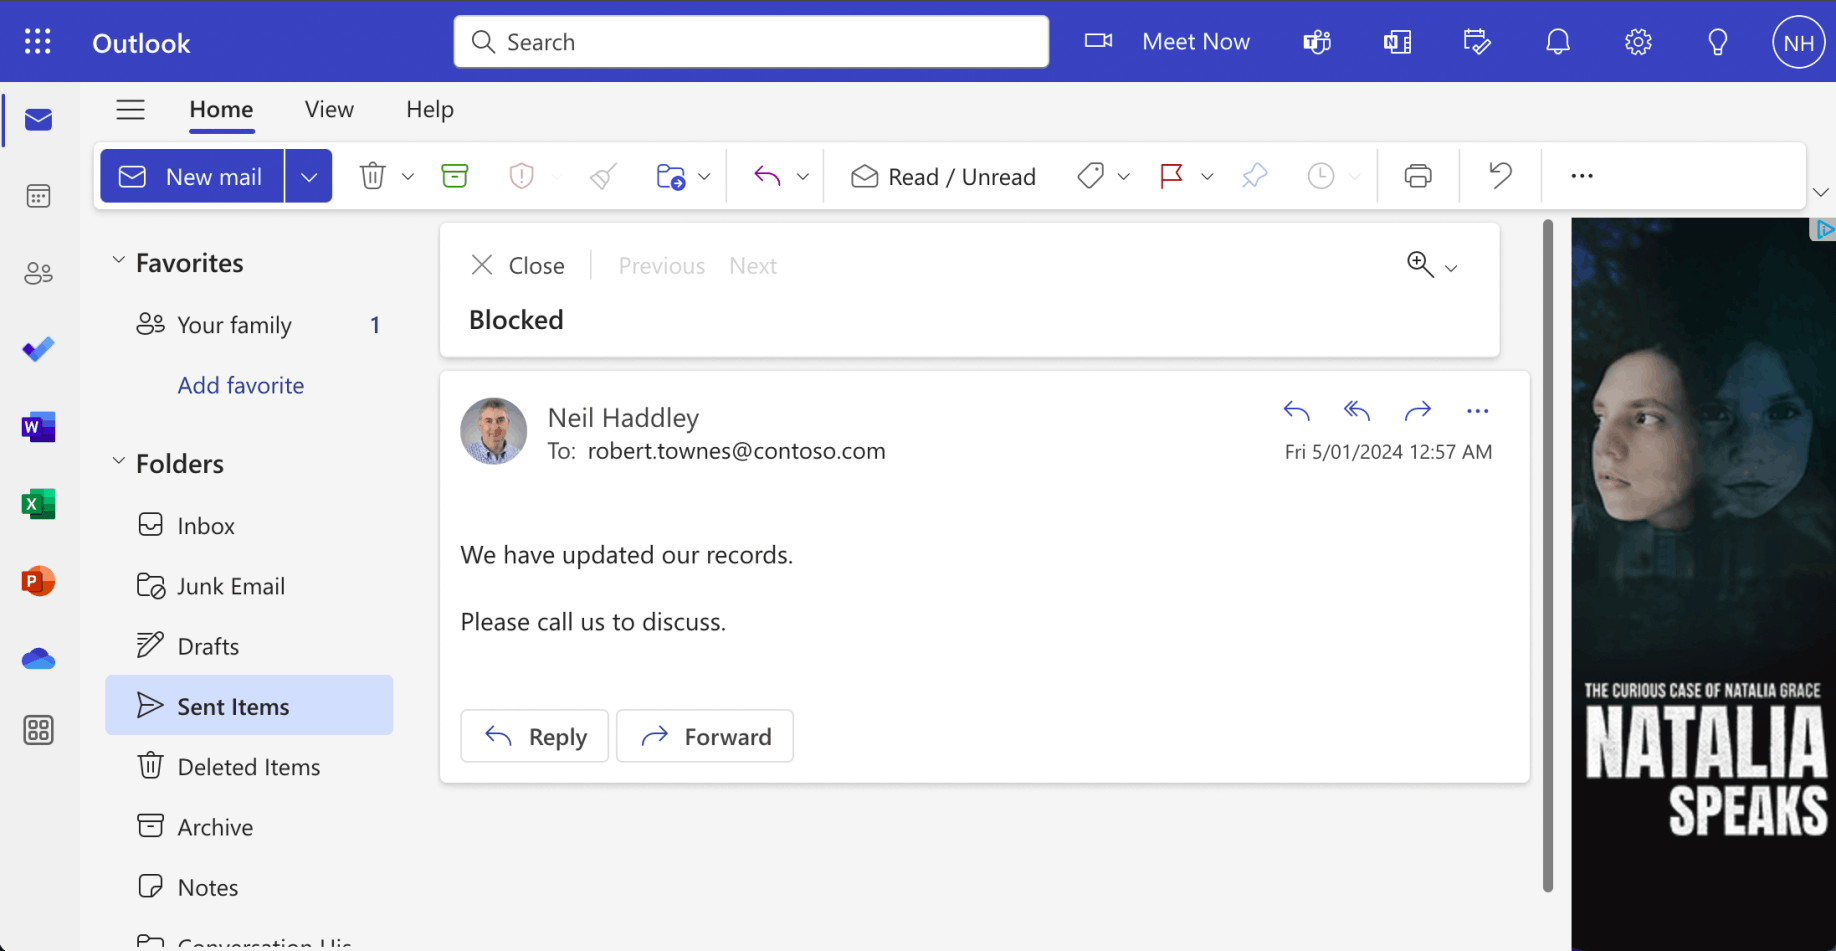 Outlook
Search
Meet Now
NH
Home View Help
New mail
Read / Unread
Favorites
Your family 1
Add favorite
Folders
Inbox
Junk Email
Drafts
Sent Items
Deleted Items
Archive
Notes
Conversation His
Close Previous Next
Blocked
Neil Haddley
To: robert.townes@contoso.com
Fri 5/01/2024 12:57 AM
We have updated our records.
Please call us to discuss.
Reply Forward
THE CURIOUS CASE OF NATALIA GRACE
NATALIA
SPEAKS
W
X
P